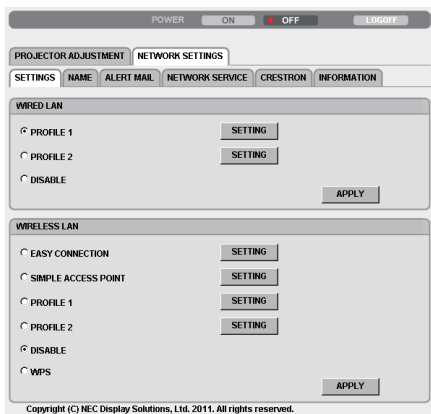 POWER ON OFF LOGOFF
PROJECTOR ADJUSTMENT NETWORK SETTINGS
SETTINGS NAME ALERT MAIL NETWORK SERVICE CRESTRON INFORMATION
WIRED LAN
PROFILE 1 SETTING
PROFILE 2 SETTING
DISABLE
APPLY
WIRELESS LAN
EASY CONNECTION SETTING
SIMPLE ACCESS POINT SETTING
PROFILE 1 SETTING
PROFILE 2 SETTING
DISABLE
WPS
APPLY
Copyright (C) NEC Display Solutions, Ltd. 2011. All rights reserved.